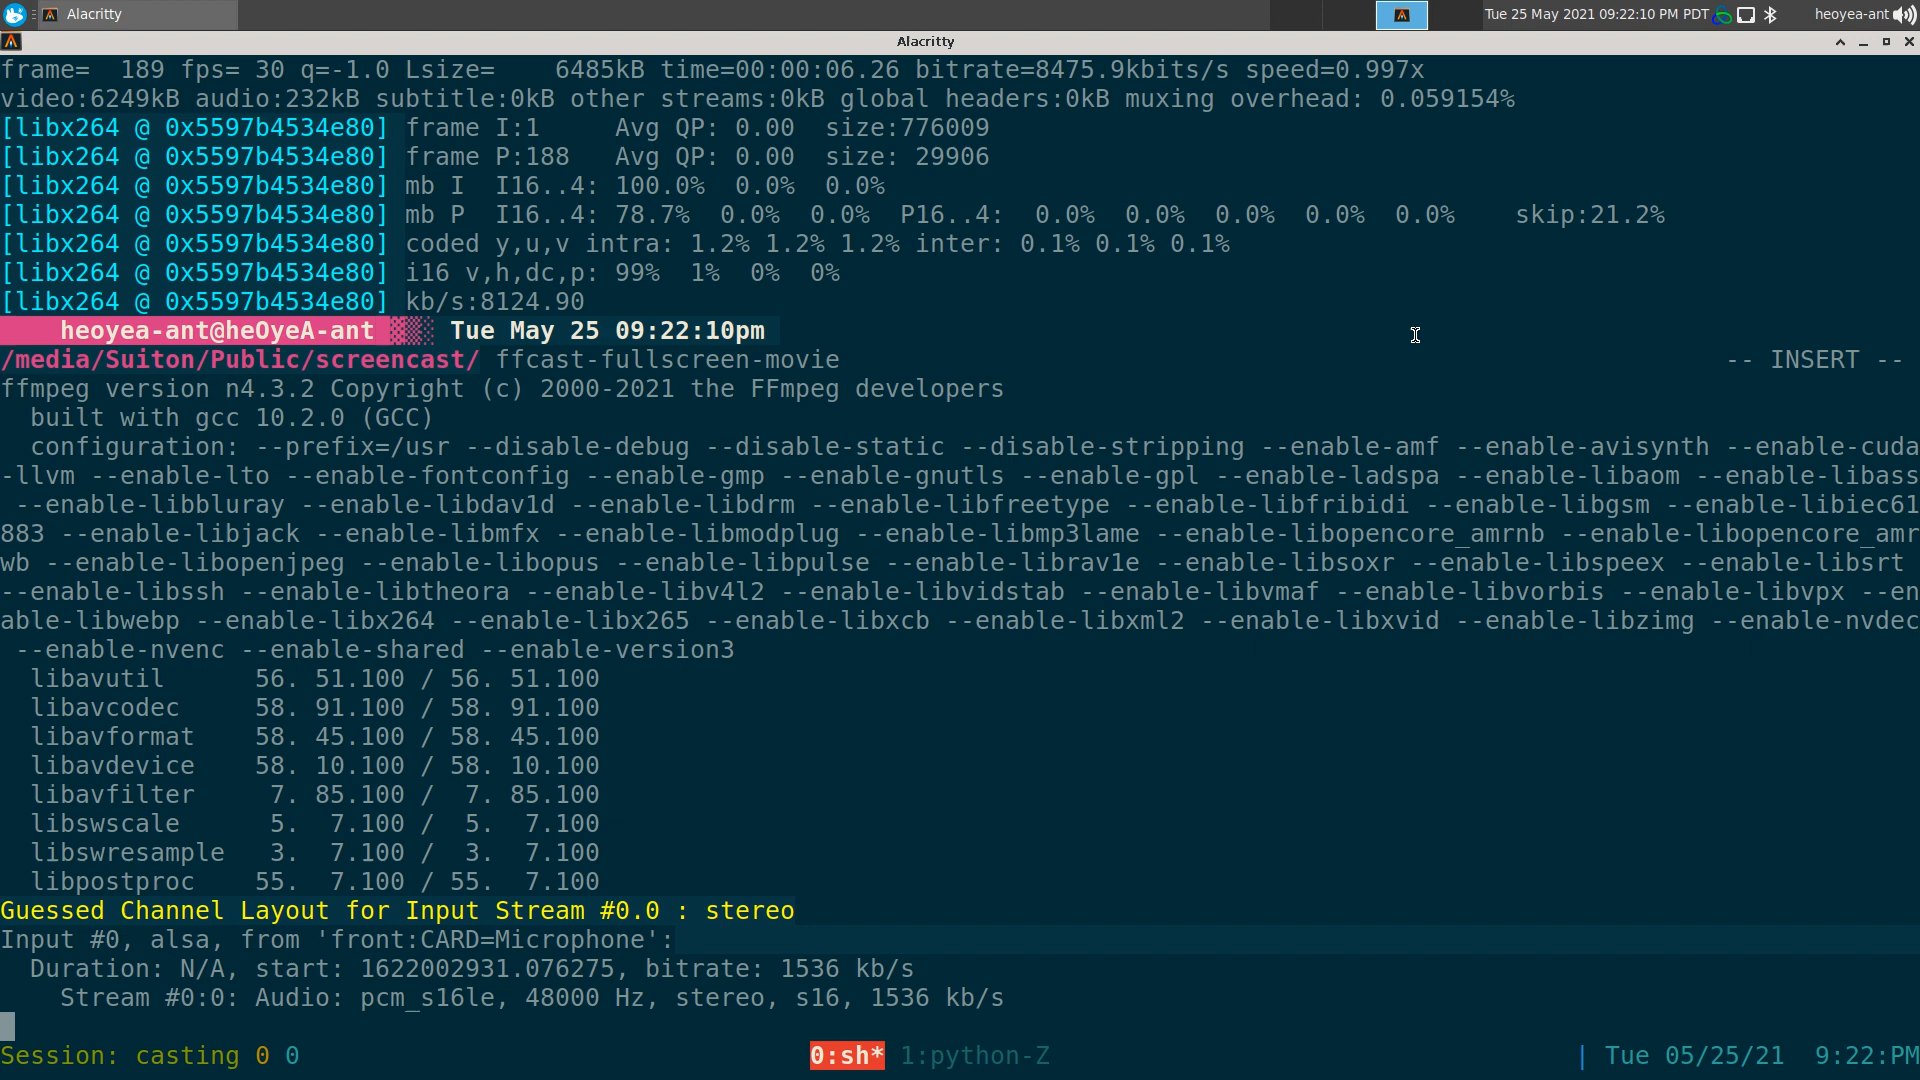 Alacritty
Tue 25 May 2021 09:22:10 PM PDT
heoyea-ant
Alacritty
frame=  189 fps= 30 q=-1.0 Lsize=    6485kB time=00:00:06.26 bitrate=8475.9kbits/s speed=0.997x
video:6249kB audio:232kB subtitle:0kB other streams:0kB global headers:0kB muxing overhead: 0.059154%
[libx264 @ 0x5597b4534e80] frame I:1     Avg QP: 0.00  size:776009
[libx264 @ 0x5597b4534e80] frame P:188   Avg QP: 0.00  size: 29906
[libx264 @ 0x5597b4534e80] mb I  I16..4: 100.0%  0.0%  0.0%
[libx264 @ 0x5597b4534e80] mb P  I16..4: 78.7%  0.0%  0.0%  P16..4:  0.0%  0.0%  0.0%  0.0%  0.0%    skip:21.2%
[libx264 @ 0x5597b4534e80] coded y,u,v intra: 1.2% 1.2% 1.2% inter: 0.1% 0.1% 0.1%
[libx264 @ 0x5597b4534e80] i16 v,h,dc,p: 99%  1%  0%  0%
[libx264 @ 0x5597b4534e80] kb/s:8124.90
heoyea-ant@heOyeA-ant Tue May 25 09:22:10pm
/media/Suiton/Public/screencast/ ffcast-fullscreen-movie -- INSERT --
ffmpeg version n4.3.2 Copyright (c) 2000-2021 the FFmpeg developers
  built with gcc 10.2.0 (GCC)
  configuration: --prefix=/usr --disable-debug --disable-static --disable-stripping --enable-amf --enable-avisynth --enable-cuda
-llvm --enable-lto --enable-fontconfig --enable-gmp --enable-gnutls --enable-gpl --enable-ladspa --enable-libaom --enable-libass
 --enable-libbluray --enable-libdav1d --enable-libdrm --enable-libfreetype --enable-libfribidi --enable-libgsm --enable-libiec61
883 --enable-libjack --enable-libmfx --enable-libmodplug --enable-libmp3lame --enable-libopencore_amrnb --enable-libopencore_amr
wb --enable-libopenjpeg --enable-libopus --enable-libpulse --enable-librav1e --enable-libsoxr --enable-libspeex --enable-libsrt
--enable-libssh --enable-libtheora --enable-libv4l2 --enable-libvidstab --enable-libvmaf --enable-libvorbis --enable-libvpx --en
able-libwebp --enable-libx264 --enable-libx265 --enable-libxcb --enable-libxml2 --enable-libxvid --enable-libzimg --enable-nvdec
 --enable-nvenc --enable-shared --enable-version3
  libavutil      56. 51.100 / 56. 51.100
  libavcodec     58. 91.100 / 58. 91.100
  libavformat    58. 45.100 / 58. 45.100
  libavdevice    58. 10.100 / 58. 10.100
  libavfilter     7. 85.100 /  7. 85.100
  libswscale      5.  7.100 /  5.  7.100
  libswresample   3.  7.100 /  3.  7.100
  libpostproc    55.  7.100 / 55.  7.100
Guessed Channel Layout for Input Stream #0.0 : stereo
Input #0, alsa, from 'front:CARD=Microphone':
  Duration: N/A, start: 1622002931.076275, bitrate: 1536 kb/s
    Stream #0:0: Audio: pcm_s16le, 48000 Hz, stereo, s16, 1536 kb/s
Session: casting 0 0 0:sh* 1:python-Z | Tue 05/25/21  9:22:PM